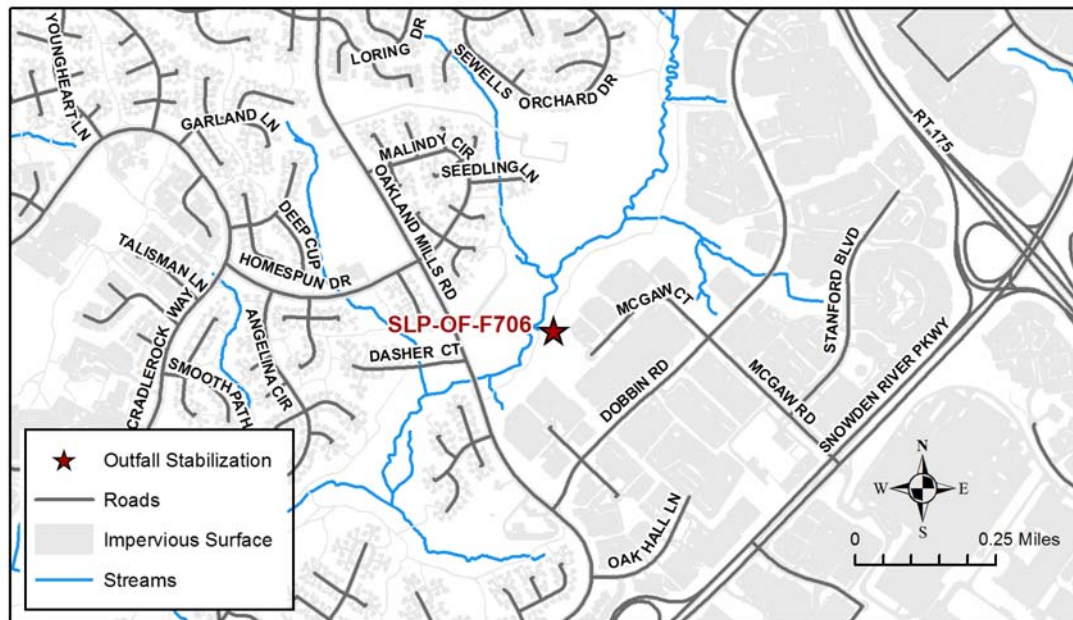 YOUNGHEART LN
LORING DR
SEWELLS
ORCHARD DR
GARLAND LN
MALINDY CIR
SEEDLING LN
RT 175
OAKLAND MILLS RD
DEEP CUP
TALISMAN LN
HOMESPUN DR
STANFORD BLVD
MCGAW CT
SLP-OF-F706
CRADLEROCK WAY
ANGELINA CIR
SMOOTH PATH
DASHER CT
DOBBIN RD
MCGAW RD
SNOWDEN RIVER PKWY
OAK HALL LN
Outfall Stabilization
Roads
Impervious Surface
Streams
N
W E
S
0 0.25 Miles